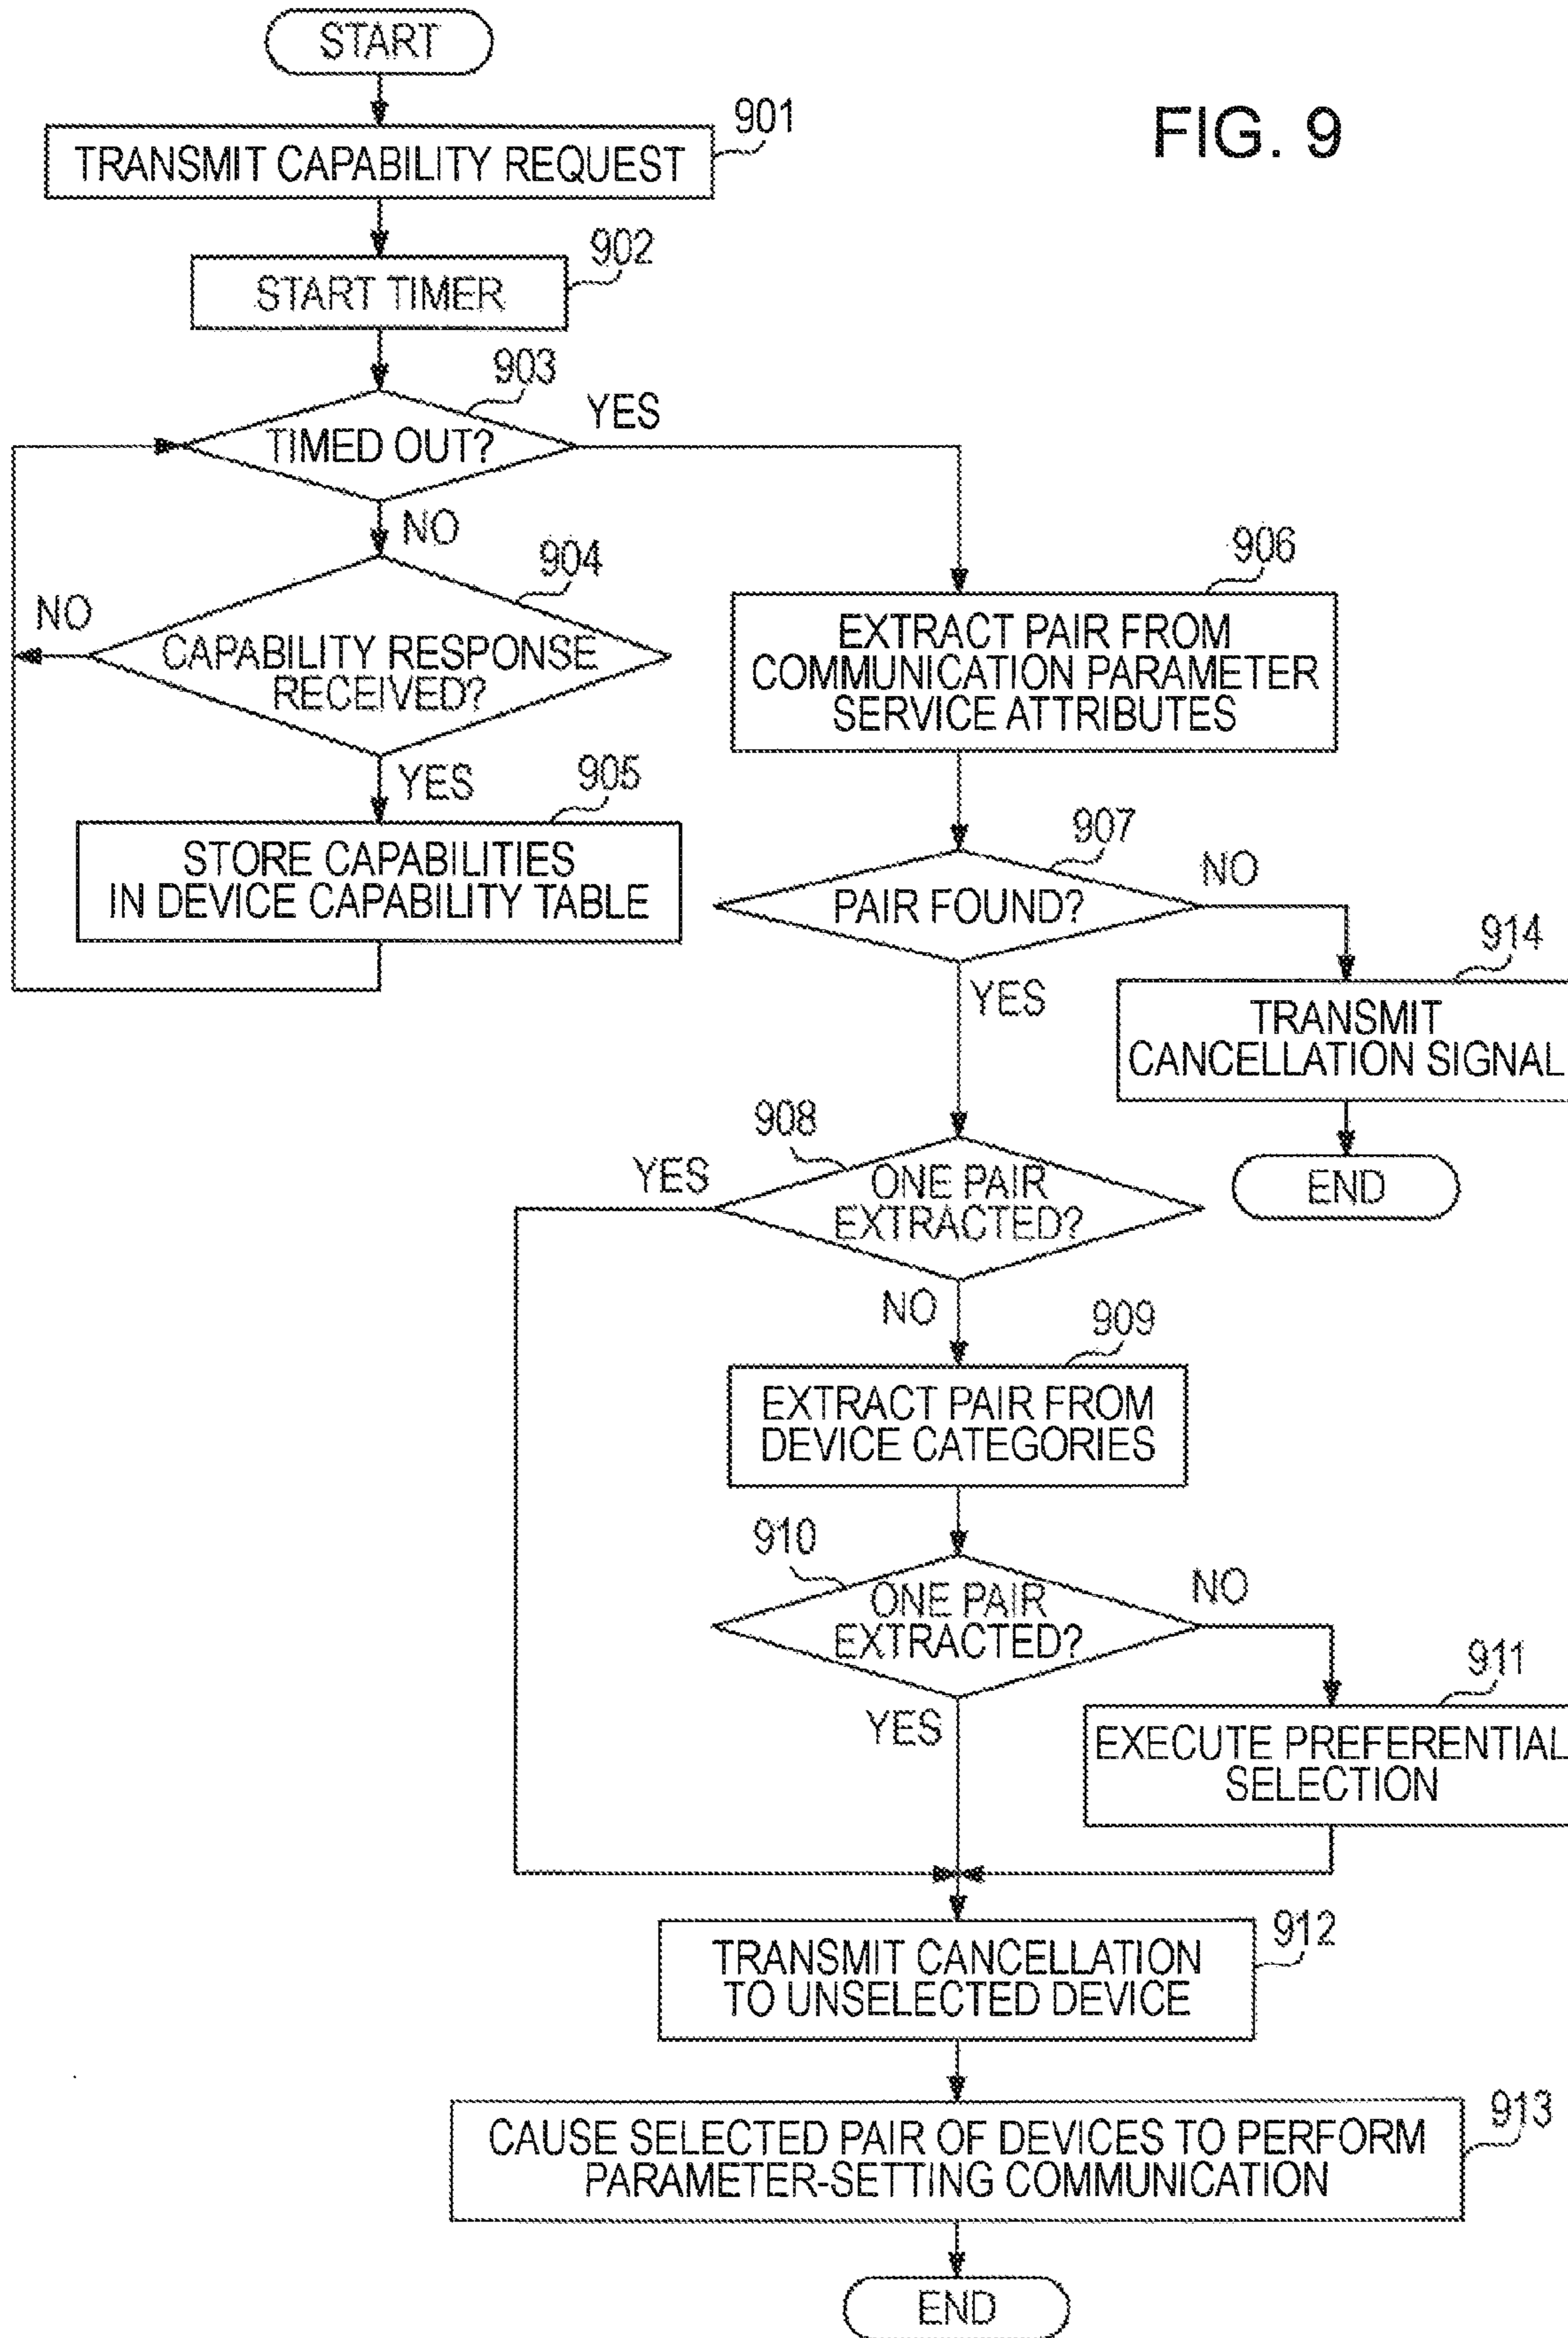 START
FIG. 9
901
TRANSMIT CAPABILITY REQUEST
902
START TIMER
903
TIMED OUT?
YES
NO
904
NO
CAPABILITY RESPONSE
RECEIVED?
YES
905
STORE CAPABILITIES
IN DEVICE CAPABILITY TABLE
906
EXTRACT PAIR FROM
COMMUNICATION PARAMETER
SERVICE ATTRIBUTES
907
PAIR FOUND?
NO
YES
914
TRANSMIT
CANCELLATION SIGNAL
END
908
YES
ONE PAIR
EXTRACTED?
NO
909
EXTRACT PAIR FROM
DEVICE CATEGORIES
910
ONE PAIR
EXTRACTED?
NO
YES
911
EXECUTE PREFERENTIAL
SELECTION
912
TRANSMIT CANCELLATION
TO UNSELECTED DEVICE
913
CAUSE SELECTED PAIR OF DEVICES TO PERFORM
PARAMETER-SETTING COMMUNICATION
END